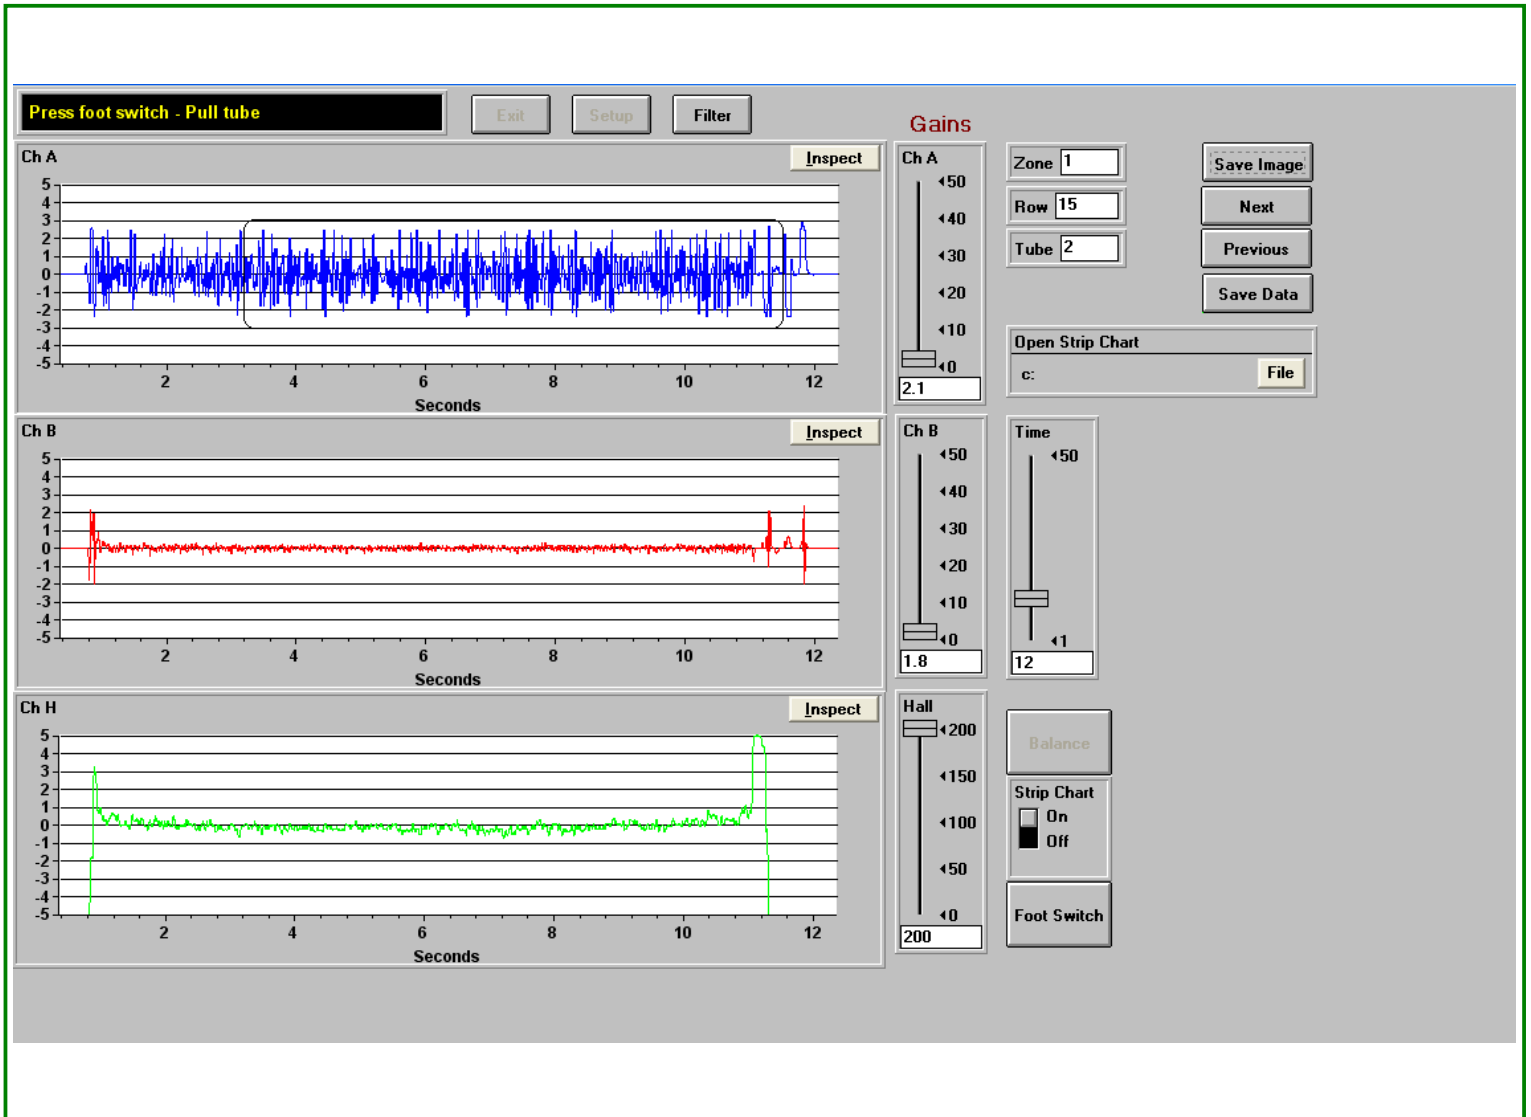 Press foot switch - Pull tube
Exit
Setup
Filter
Gains
Ch A
Inspect
5
4
3
2
1
0
-1
-2
-3
-4
-5
2 4 6 8 10 12
Seconds
Ch A
50
40
30
20
10
0
2.1
Zone 1
Row 15
Tube 2
Save Image
Next
Previous
Save Data
Open Strip Chart
c:
File
Ch B
Inspect
5
4
3
2
1
0
-1
-2
-3
-4
-5
2 4 6 8 10 12
Seconds
Ch B
50
40
30
20
10
0
1.8
Time
50
1
12
Ch H
Inspect
5
4
3
2
1
0
-1
-2
-3
-4
-5
2 4 6 8 10 12
Seconds
Hall
200
150
100
50
0
200
Balance
Strip Chart
On
Off
Foot Switch